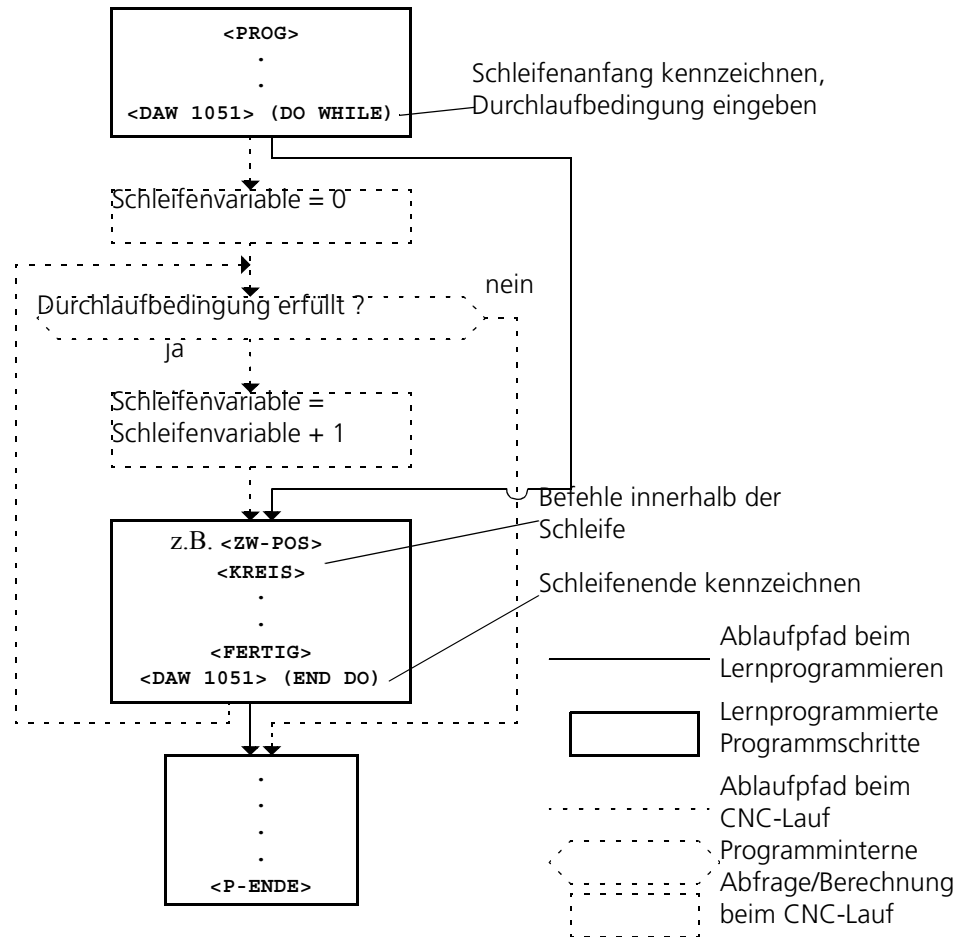 <PROG>
.
.
<DAW 1051> (DO WHILE)
Schleifenanfang kennzeichnen,
Durchlaufbedingung eingeben
Schleifenvariable = 0
nein
Durchlaufbedingung erfüllt ?
ja
Schleifenvariable =
Schleifenvariable + 1
Befehle innerhalb der
Schleife
z.B. <ZW-POS>
<KREIS>
.
.
<FERTIG>
<DAW 1051> (END DO)
Schleifenende kennzeichnen
Ablaufpfad beim
Lernprogrammieren
Lernprogrammierte
Programmschritte
Ablaufpfad beim
CNC-Lauf
Programminterne
Abfrage/Berechnung
beim CNC-Lauf
.
.
.
.
<P-ENDE>